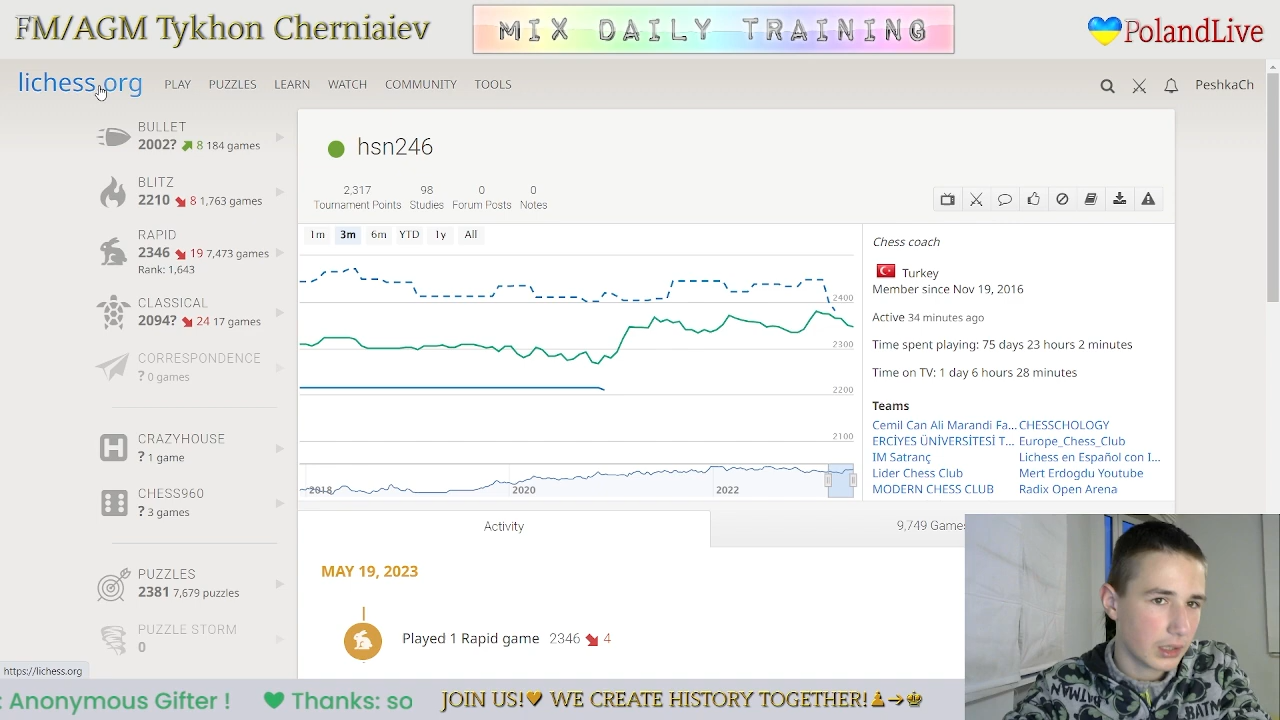 FM/AGM Tykhon Cherniaiev
MIX DAILY TRAINING
PolandLive
lichess.org PLAY PUZZLES LEARN WATCH COMMUNITY TOOLS PeshkaCh
BULLET
2002? 8 184 games
BLITZ
2210 8 1,763 games
RAPID
2346 19 7,473 games
Rank: 1,643
CLASSICAL
2094? 24 17 games
CORRESPONDENCE
? 0 games
CRAZYHOUSE
? 1 game
CHESS960
? 3 games
PUZZLES
2381 7,679 puzzles
PUZZLE STORM
0
https://lichess.org
hsn246
2,317 98 0 0
Tournament Points Studies Forum Posts Notes
1m 3m 6m YTD 1y All
2400
2300
2200
2100
2018 2020 2022
Chess coach
Turkey
Member since Nov 19, 2016
Active 34 minutes ago
Time spent playing: 75 days 23 hours 2 minutes
Time on TV: 1 day 6 hours 28 minutes
Teams
Cemil Can Ali Marandi Fa... CHESSCHOLOGY
ERCİYES ÜNİVERSİTESİ T... Europe_Chess_Club
IM Satranç Lichess en Español con I...
Lider Chess Club Mert Erdogdu Youtube
MODERN CHESS CLUB Radix Open Arena
Activity 9,749 Games
MAY 19, 2023
Played 1 Rapid game 2346 4
: Anonymous Gifter ! Thanks: so
JOIN US! WE CREATE HISTORY TOGETHER!